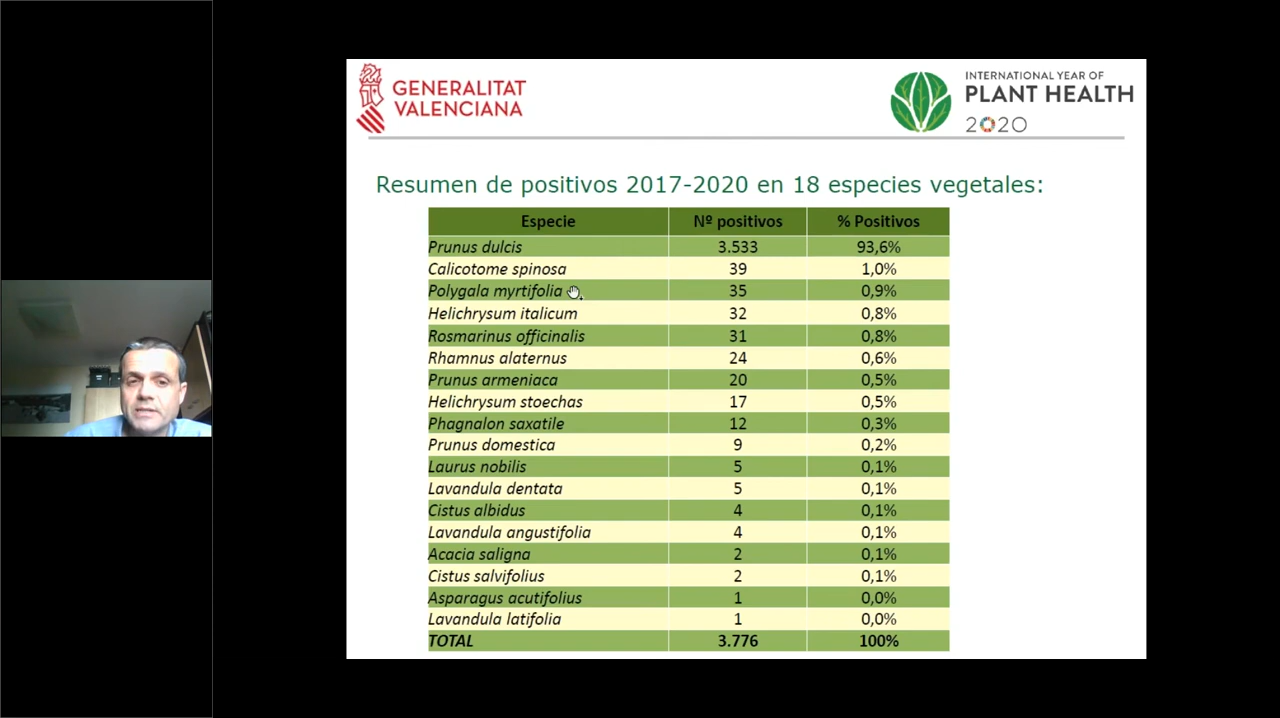 GENERALITAT
VALENCIANA
INTERNATIONAL YEAR OF
PLANT HEALTH
2020
Resumen de positivos 2017-2020 en 18 especies vegetales:
Especie Nº positivos % Positivos
Prunus dulcis 3.533 93,6%
Calicotome spinosa 39 1,0%
Polygala myrtifolia 35 0,9%
Helichrysum italicum 32 0,8%
Rosmarinus officinalis 31 0,8%
Rhamnus alaternus 24 0,6%
Prunus armeniaca 20 0,5%
Helichrysum stoechas 17 0,5%
Phagnalon saxatile 12 0,3%
Prunus domestica 9 0,2%
Laurus nobilis 5 0,1%
Lavandula dentata 5 0,1%
Cistus albidus 4 0,1%
Lavandula angustifolia 4 0,1%
Acacia saligna 2 0,1%
Cistus salvifolius 2 0,1%
Asparagus acutifolius 1 0,0%
Lavandula latifolia 1 0,0%
TOTAL 3.776 100%